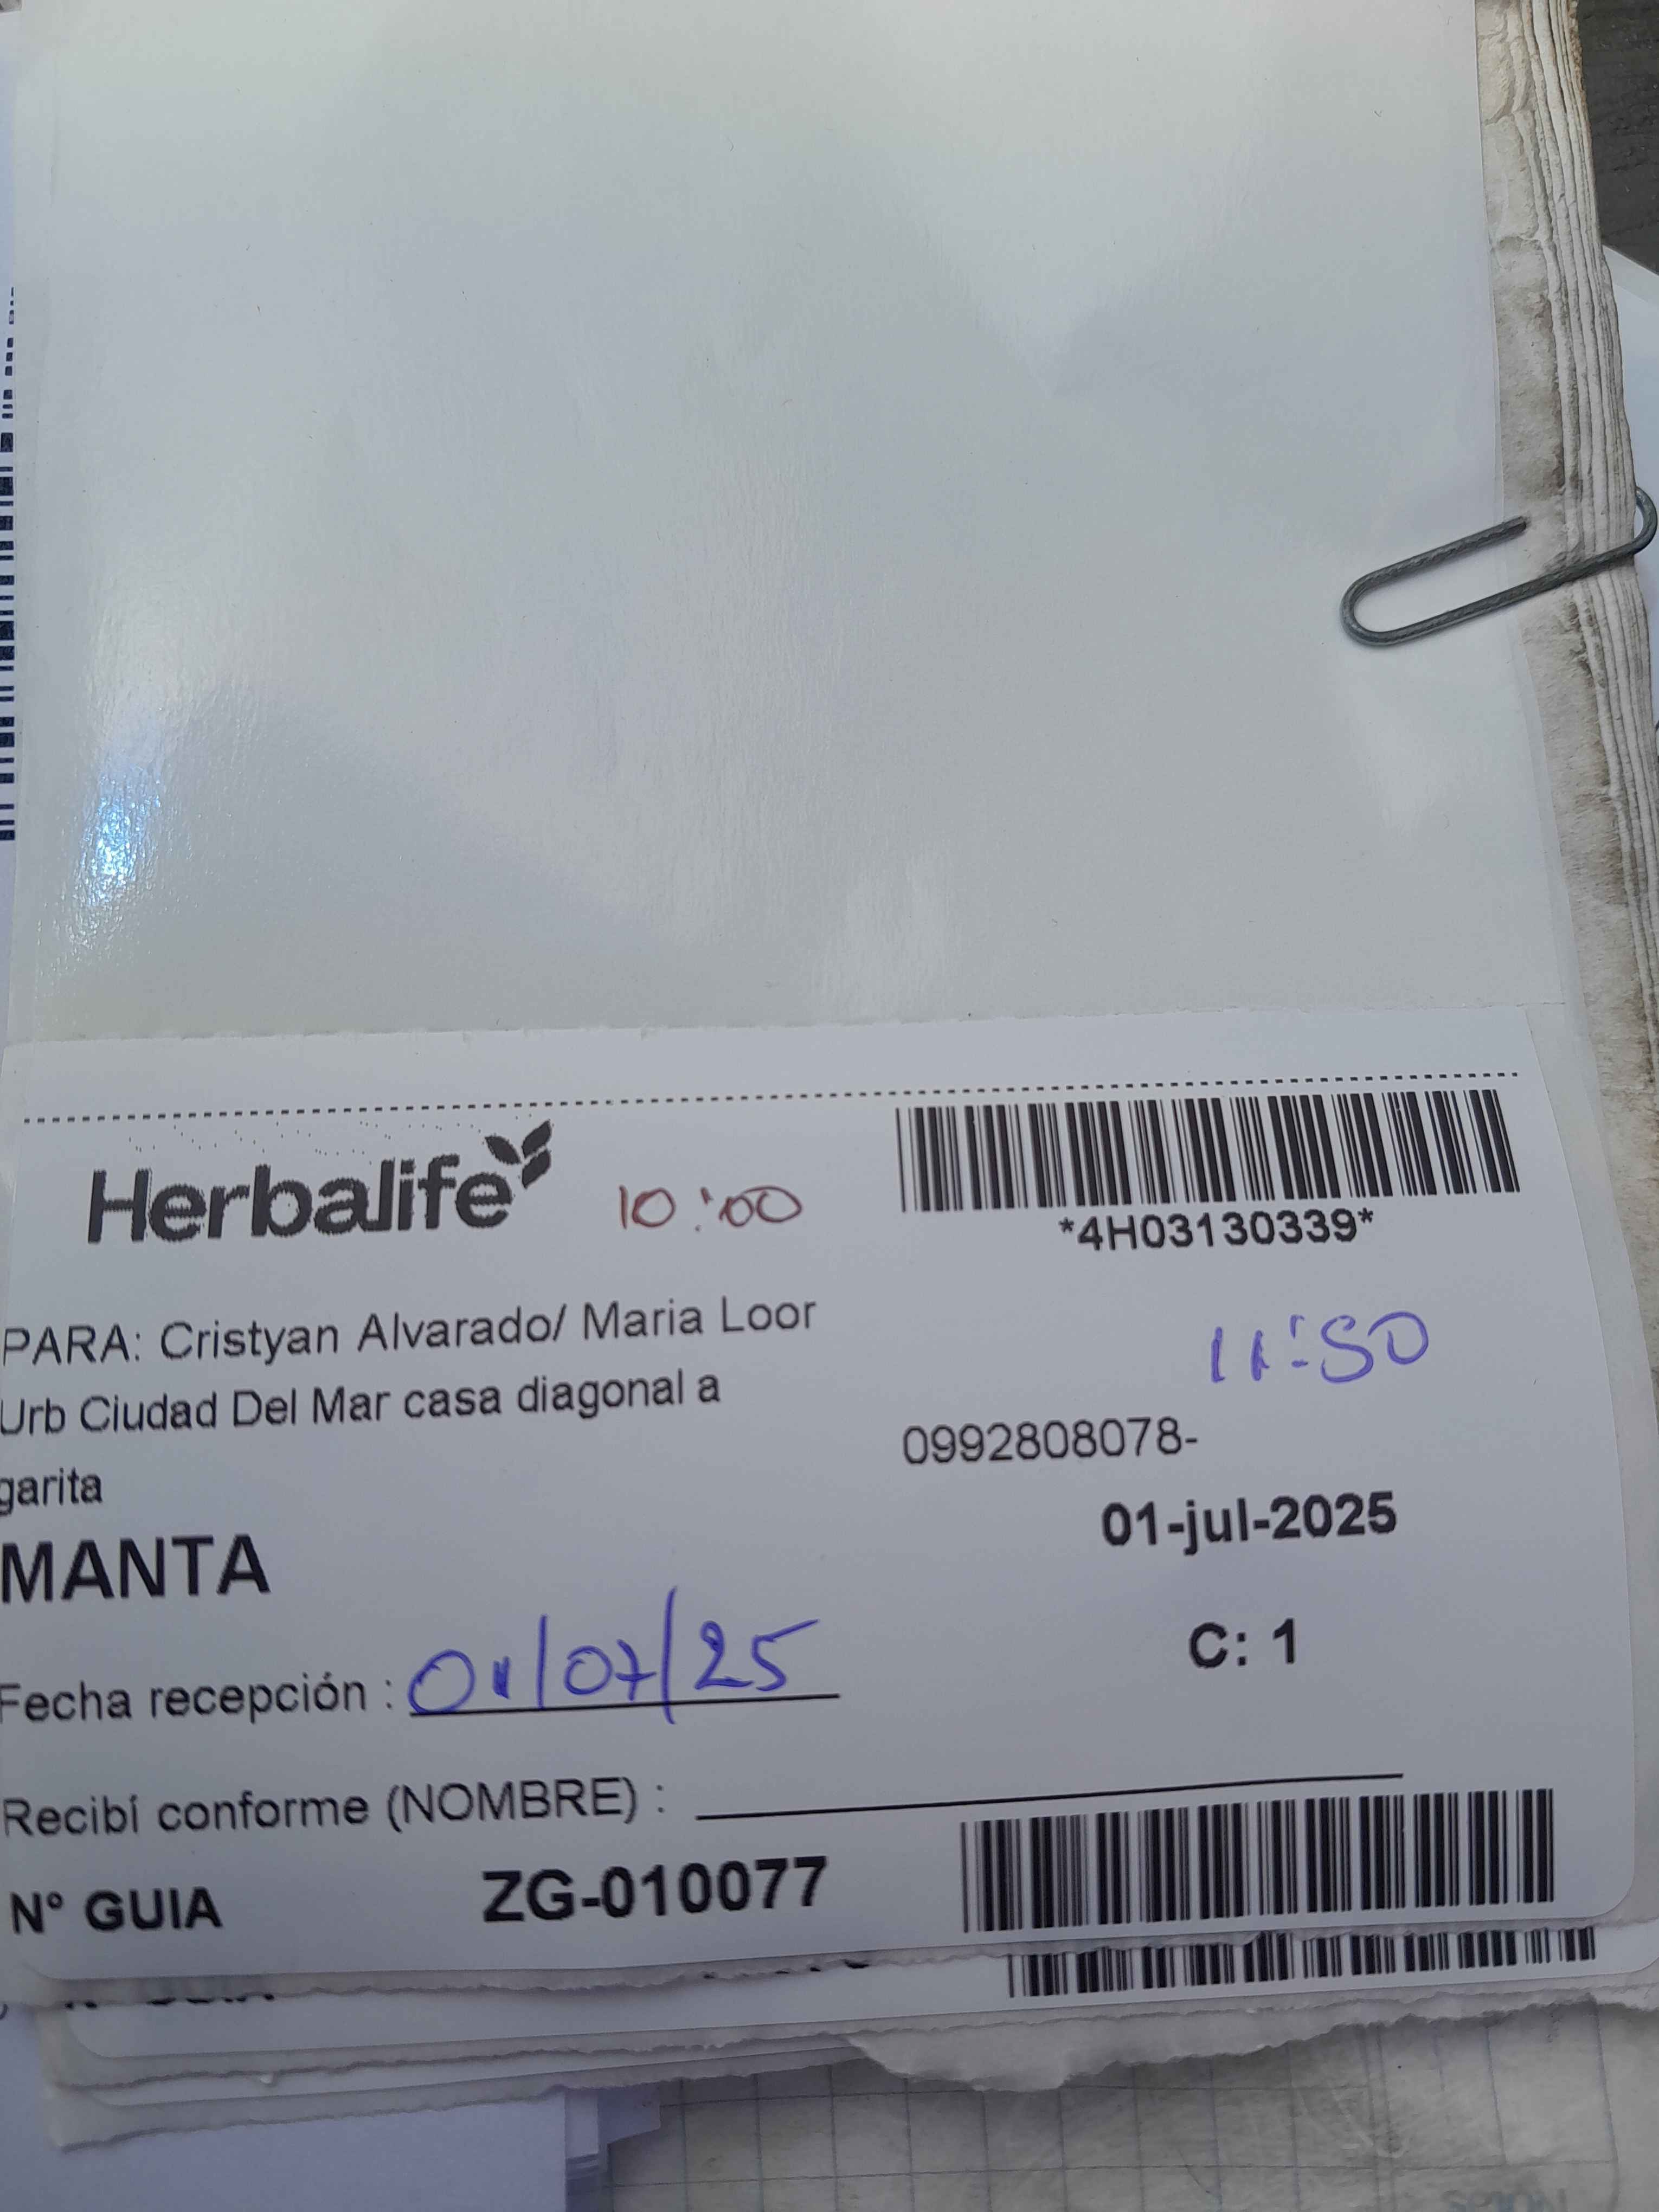 Herbalife 10:00
*4H03130339*
PARA: Cristyan Alvarado/ Maria Loor
11:50
Urb Ciudad Del Mar casa diagonal a
garita
0992808078-
MANTA
01-jul-2025
C: 1
Fecha recepción : 01/07/25
Recibí conforme (NOMBRE) :
N° GUIA ZG-010077